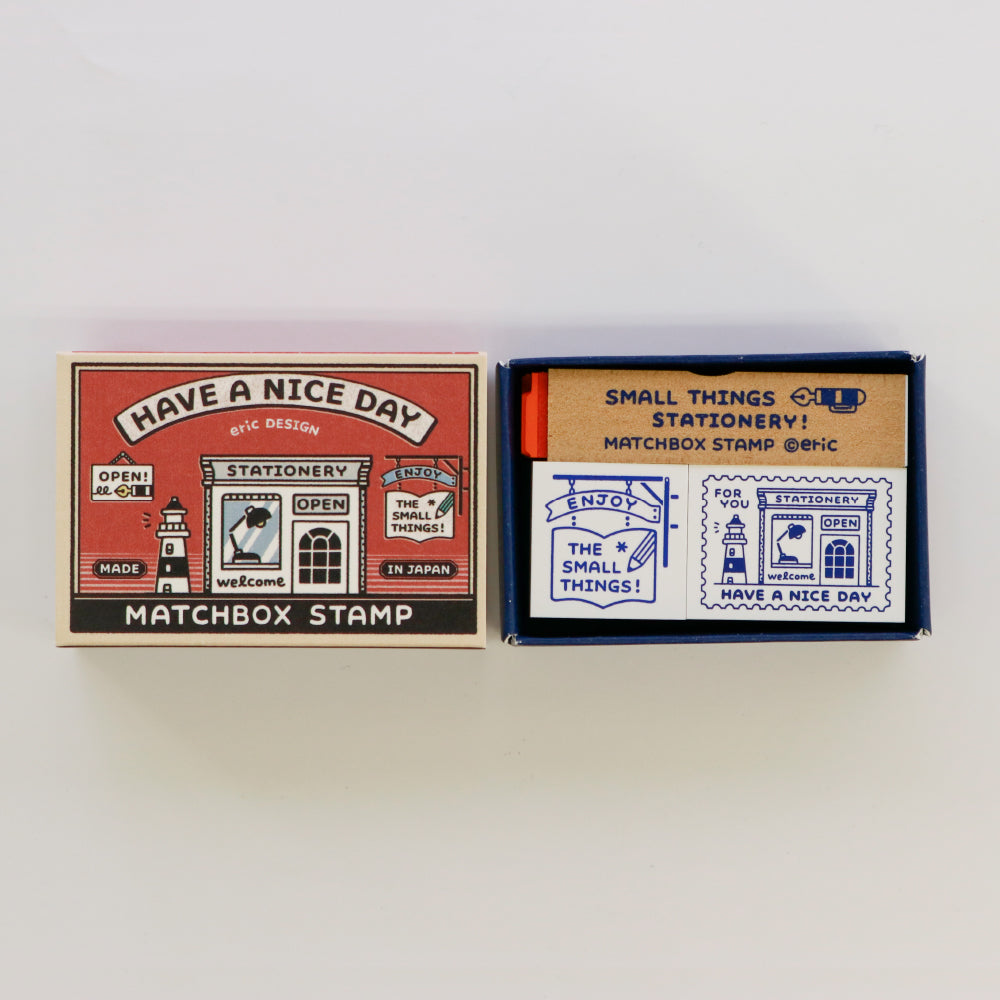 HAVE A NICE DAY
eric DESIGN
OPEN!
STATIONERY
OPEN
welcome
ENJOY
THE
SMALL
THINGS!
MADE
IN JAPAN
MATCHBOX STAMP
SMALL THINGS
STATIONERY!
MATCHBOX STAMP ©eric
ENJOY
THE
SMALL
THINGS!
FOR
YOU
STATIONERY
OPEN
welcome
HAVE A NICE DAY